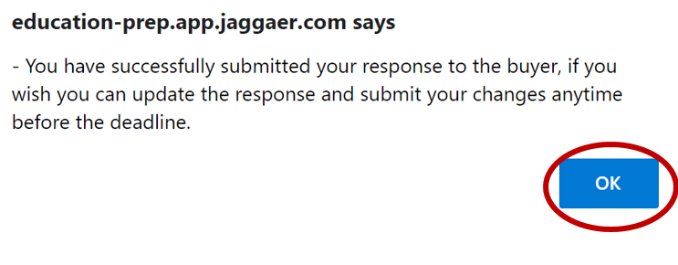 education-prep.app.jaggaer.com says
- You have successfully submitted your response to the buyer, if you
wish you can update the response and submit your changes anytime
before the deadline.
OK